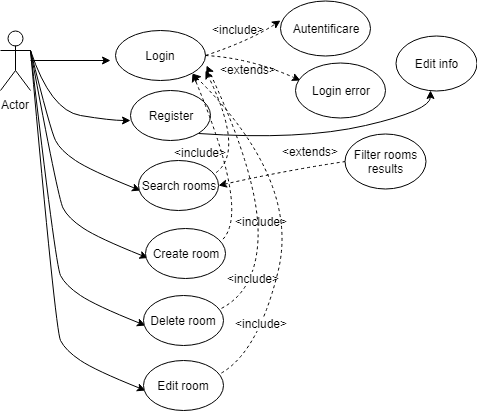 <include>
Autentificare
Login
<extends>
Edit info
Login error
Actor
Register
<include>
<extends>
Filter rooms
results
Search rooms
<include>
Create room
<include>
Delete room
<include>
Edit room